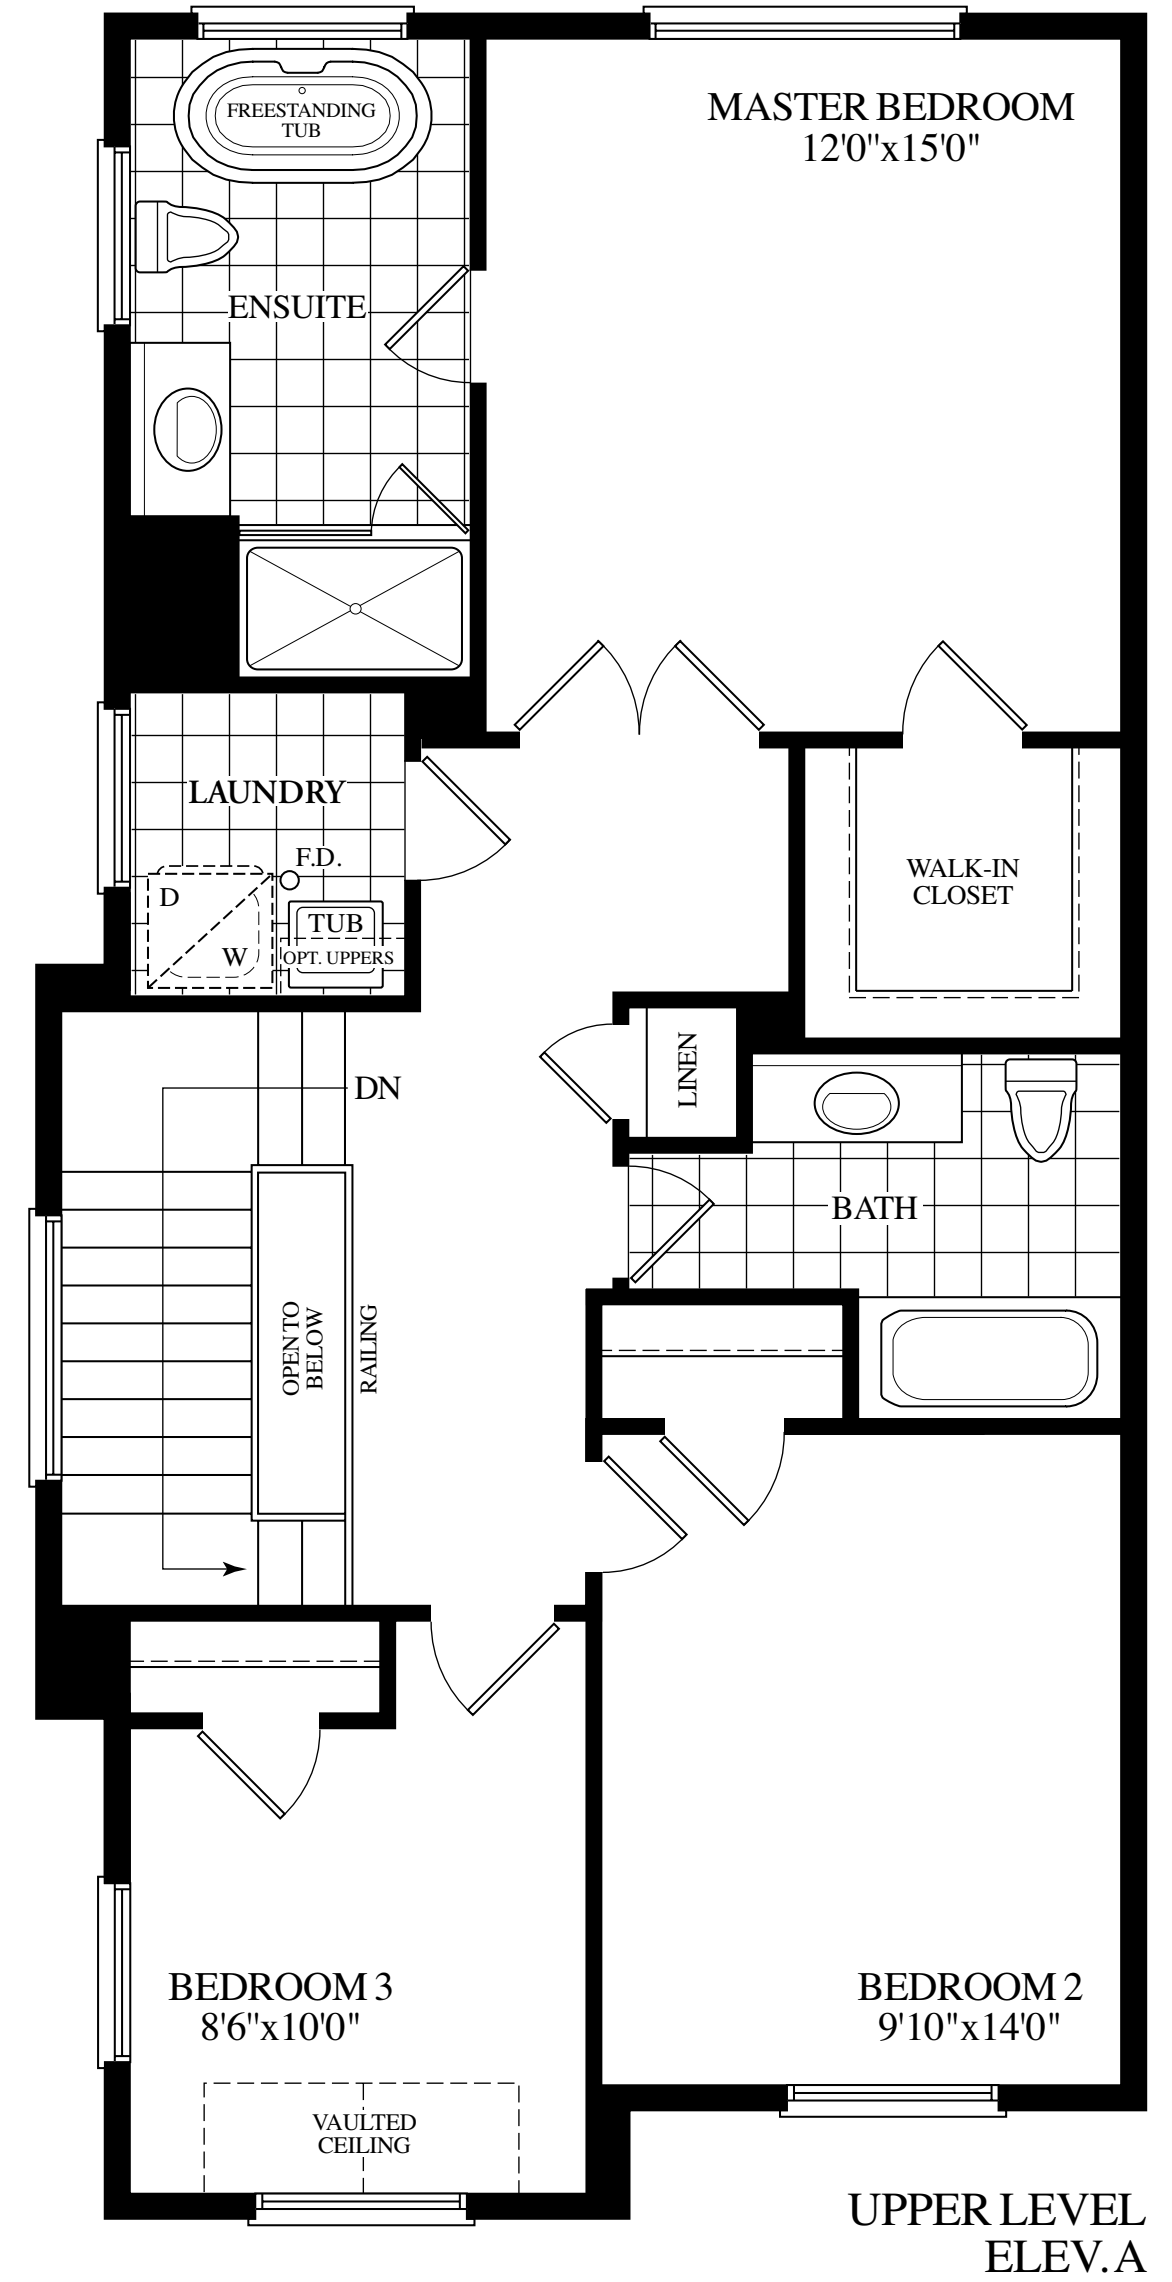 MASTER BEDROOM
12'0"x15'0"
FREESTANDING
TUB
ENSUITE
LAUNDRY
F.D.
D
W
TUB
OPT. UPPERS
WALK-IN
CLOSET
LINEN
DN
BATH
OPEN TO
BELOW
RAILING
BEDROOM 3
8'6"x10'0"
BEDROOM 2
9'10"x14'0"
VAULTED
CEILING
UPPER LEVEL
ELEV. A